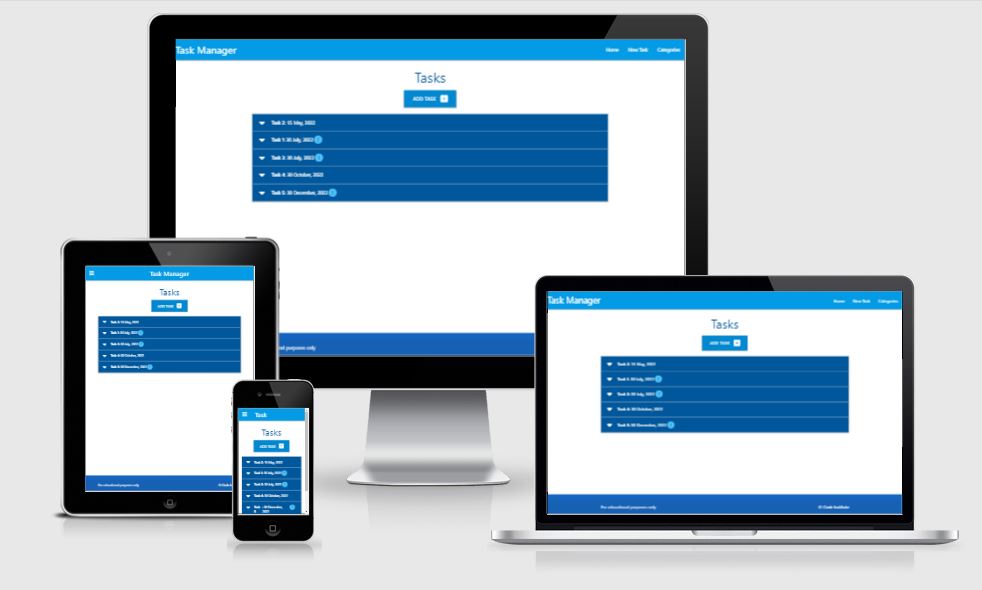 Task Manager Home New Task Categories
Tasks
ADD TASK
Task 2: 15 May, 2022
Task 1: 20 July, 2022
Task 3: 30 July, 2022
Task 4: 30 October, 2022
Task 5: 30 December, 2022
purposes only
Task Manager
Tasks
ADD TASK
Task 2: 15 May, 2022
Task 1: 20 July, 2022
Task 3: 30 July, 2022
Task 4: 30 October, 2022
Task 5: 30 December, 2022
For educational purposes only
Task
Tasks
ADD TASK
Task 2: 15 May, 2022
Task 1: 20 July, 2022
Task 3: 30 July, 2022
Task 4: 30 October, 2022
Task 5: 30 December, 2022
Task Manager Home New Task Categories
Tasks
ADD TASK
Task 2: 15 May, 2022
Task 1: 20 July, 2022
Task 3: 30 July, 2022
Task 4: 30 October, 2022
Task 5: 30 December, 2022
For educational purposes only © Code Institute